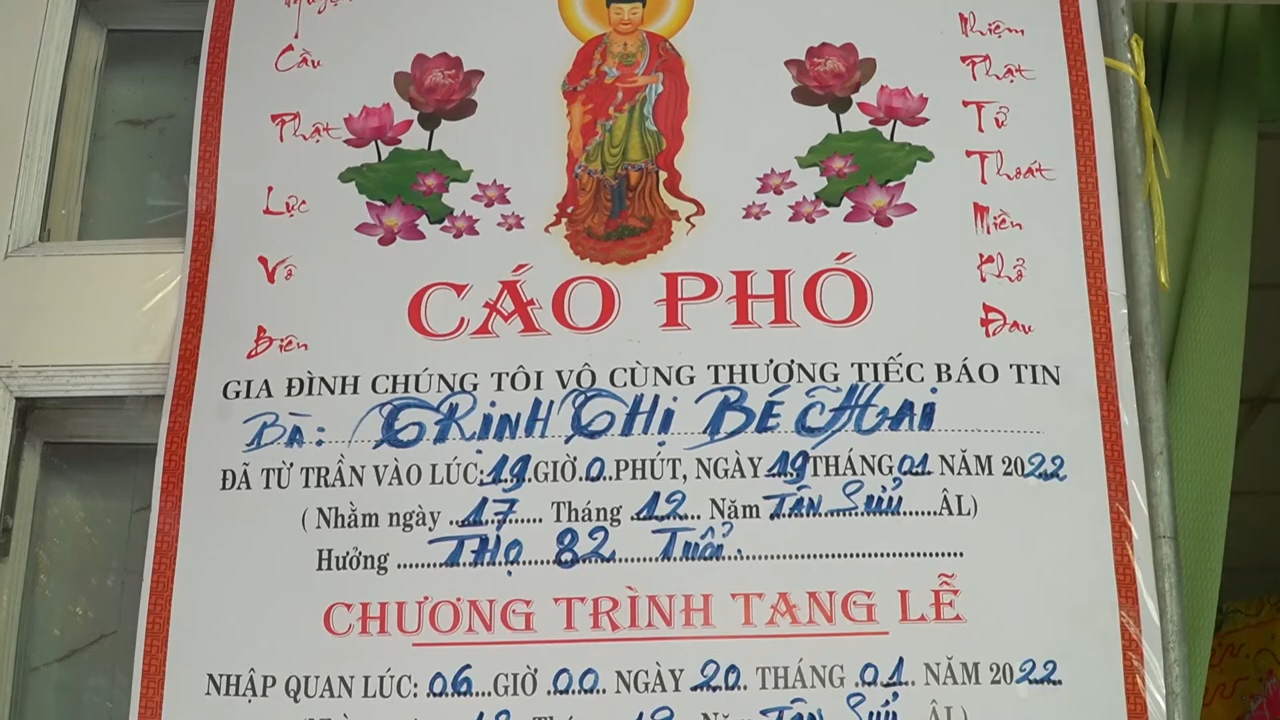 Cầu
Phật
Lực
Vô
Biên
Nhiệm
Phật
Tử
Thoát
Miền
Khổ
Đau
CÁO PHÓ
GIA ĐÌNH CHÚNG TÔI VÔ CÙNG THƯƠNG TIẾC BÁO TIN
BÀ: TRỊNH THỊ BÉ HAI
ĐÃ TỪ TRẦN VÀO LÚC: 19 GIỜ 0 PHÚT, NGÀY 19 THÁNG 01 NĂM 2022
( Nhằm ngày 17 Tháng 12 Năm TÂN SỬU ÂL)
Hưởng THỌ 82 Tuổi
CHƯƠNG TRÌNH TANG LỄ
NHẬP QUAN LÚC: 06 GIỜ 00 NGÀY 20 THÁNG 01 NĂM 2022